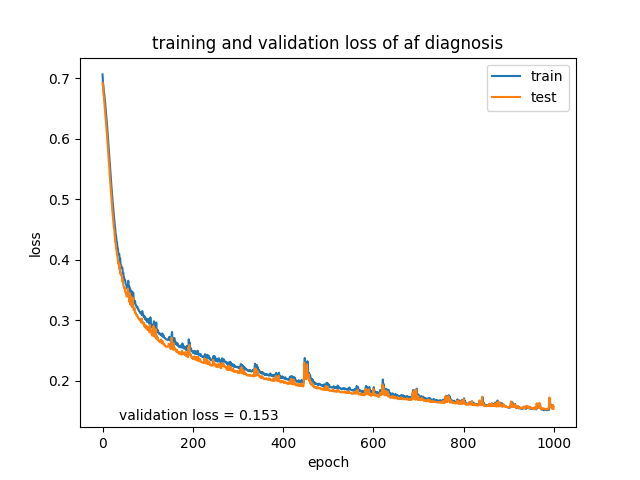 training and validation loss of af diagnosis
train
test
0.7
0.6
0.5
0.4
0.3
0.2
loss
validation loss = 0.153
0
200
400
600
800
1000
epoch